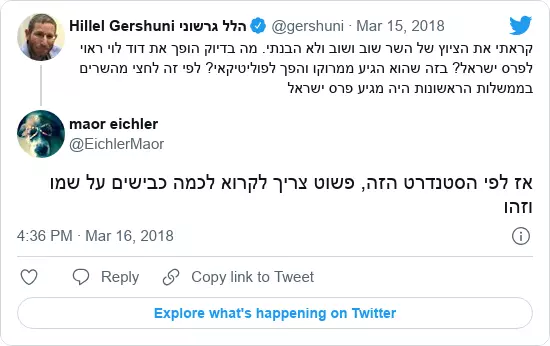 Hillel Gershuni הלל גרשוני
@gershuni · Mar 15, 2018
קראתי את הציוץ של השר שוב ושוב ולא הבנתי. מה בדיוק הופך את דוד לוי ראוי
לפרס ישראל? בזה שהוא הגיע ממרוקו והפך לפוליטיקאי? לפי זה לחצי מהשרים
בממשלות הראשונות היה מגיע פרס ישראל
maor eichler
@EichlerMaor
אז לפי הסטנדרט הזה, פשוט צריך לקרוא לכמה כבישים על שמו
וזהו
4:36 PM · Mar 16, 2018
Reply
Copy link to Tweet
Explore what's happening on Twitter